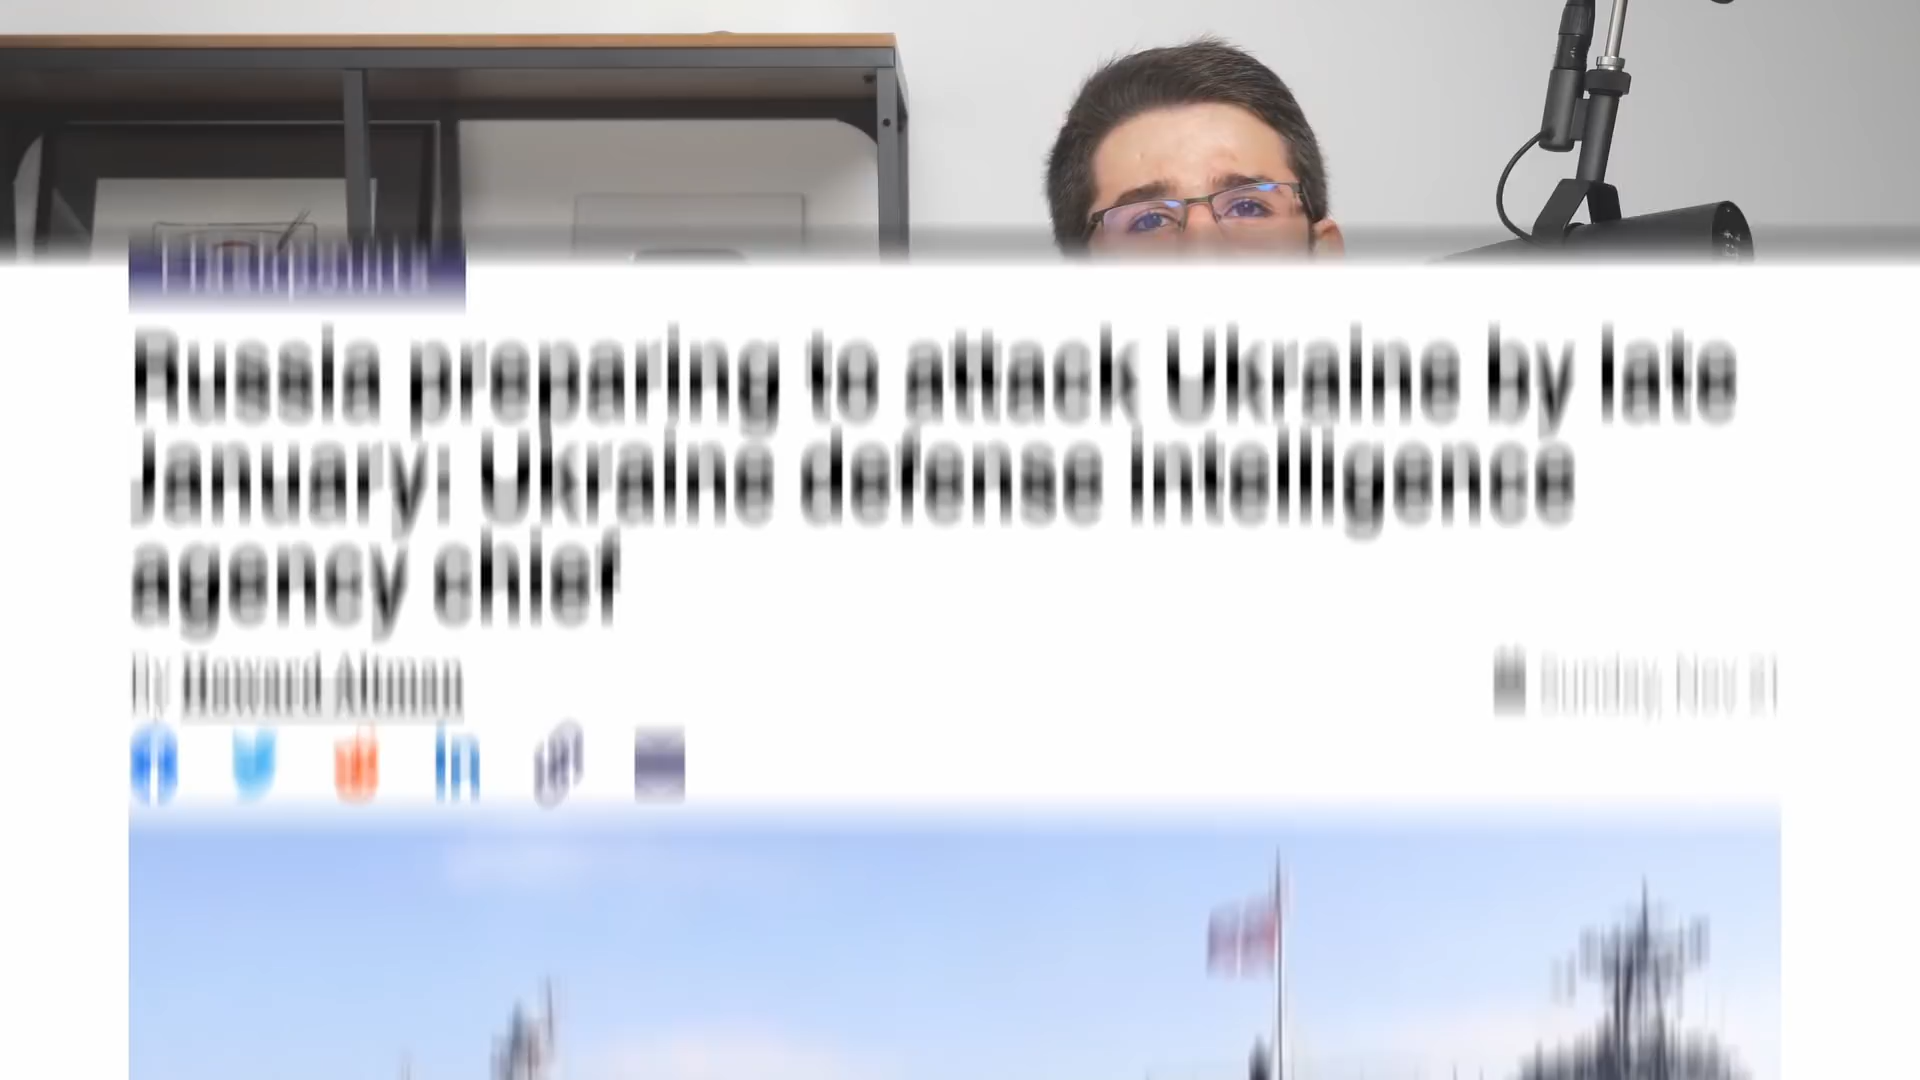 Flashpoints
Russia preparing to attack Ukraine by late
January: Ukraine defense intelligence
agency chief
By Howard Altman
Sunday, Nov 21